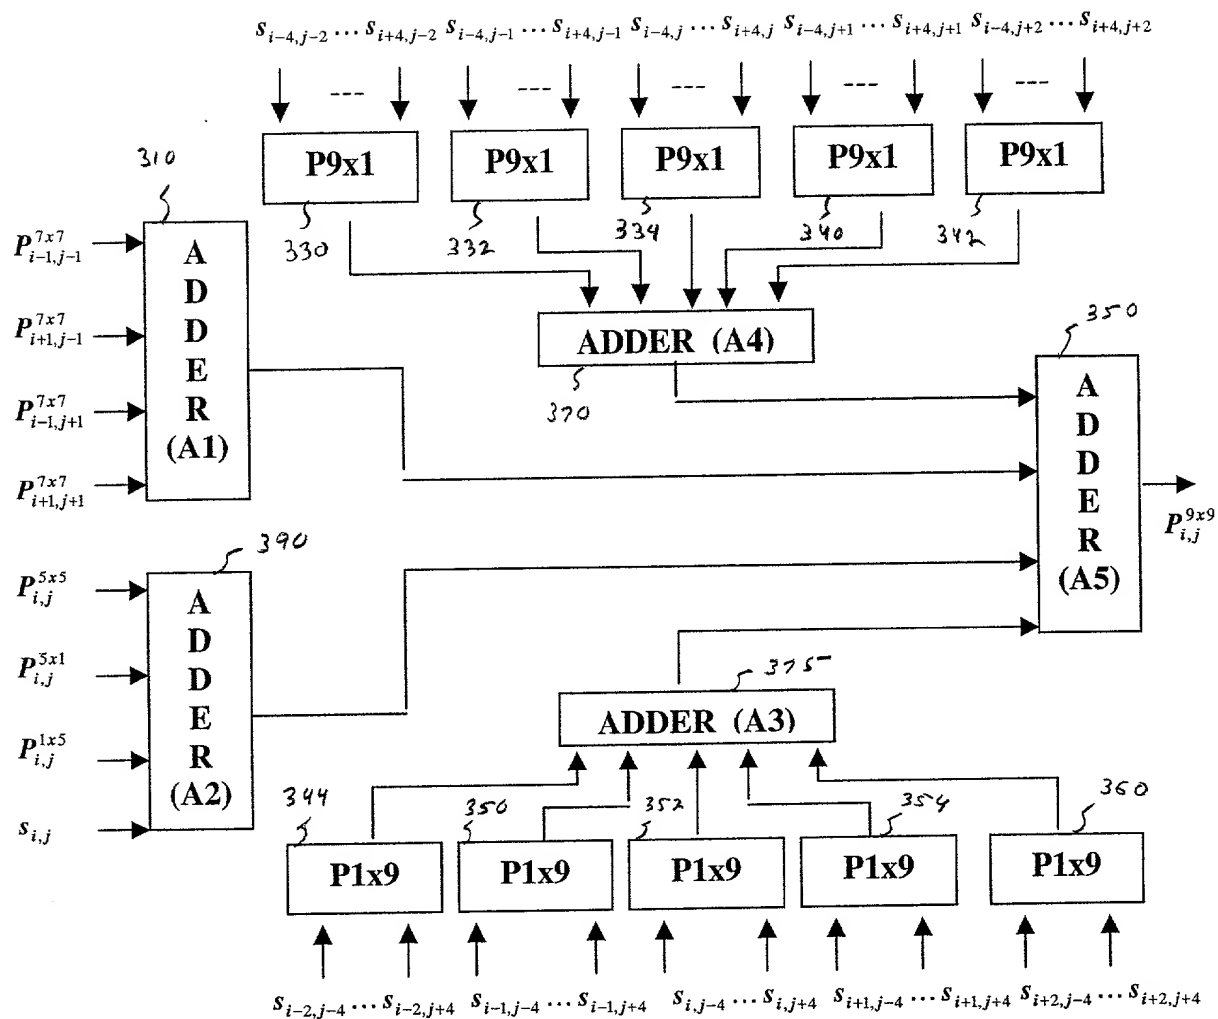 s_{i-4,j-2} ... s_{i+4,j-2} s_{i-4,j-1} ... s_{i+4,j-1} s_{i-4,j} ... s_{i+4,j} s_{i-4,j+1} ... s_{i+4,j+1} s_{i-4,j+2} ... s_{i+4,j+2}
P9x1 P9x1 P9x1 P9x1 P9x1
310
330 332 334 340 342
P^{7x7}_{i-1,j-1}
P^{7x7}_{i+1,j-1}
P^{7x7}_{i-1,j+1}
P^{7x7}_{i+1,j+1}
A
D
D
E
R
(A1)
ADDER (A4)
370
350
A
D
D
E
R
(A5)
P^{9x9}_{i,j}
390
P^{5x5}_{i,j}
P^{5x1}_{i,j}
P^{1x5}_{i,j}
s_{i,j}
A
D
D
E
R
(A2)
375
ADDER (A3)
344 350 352 354 360
P1x9 P1x9 P1x9 P1x9 P1x9
s_{i-2,j-4} ... s_{i-2,j+4} s_{i-1,j-4} ... s_{i-1,j+4} s_{i,j-4} ... s_{i,j+4} s_{i+1,j-4} ... s_{i+1,j+4} s_{i+2,j-4} ... s_{i+2,j+4}